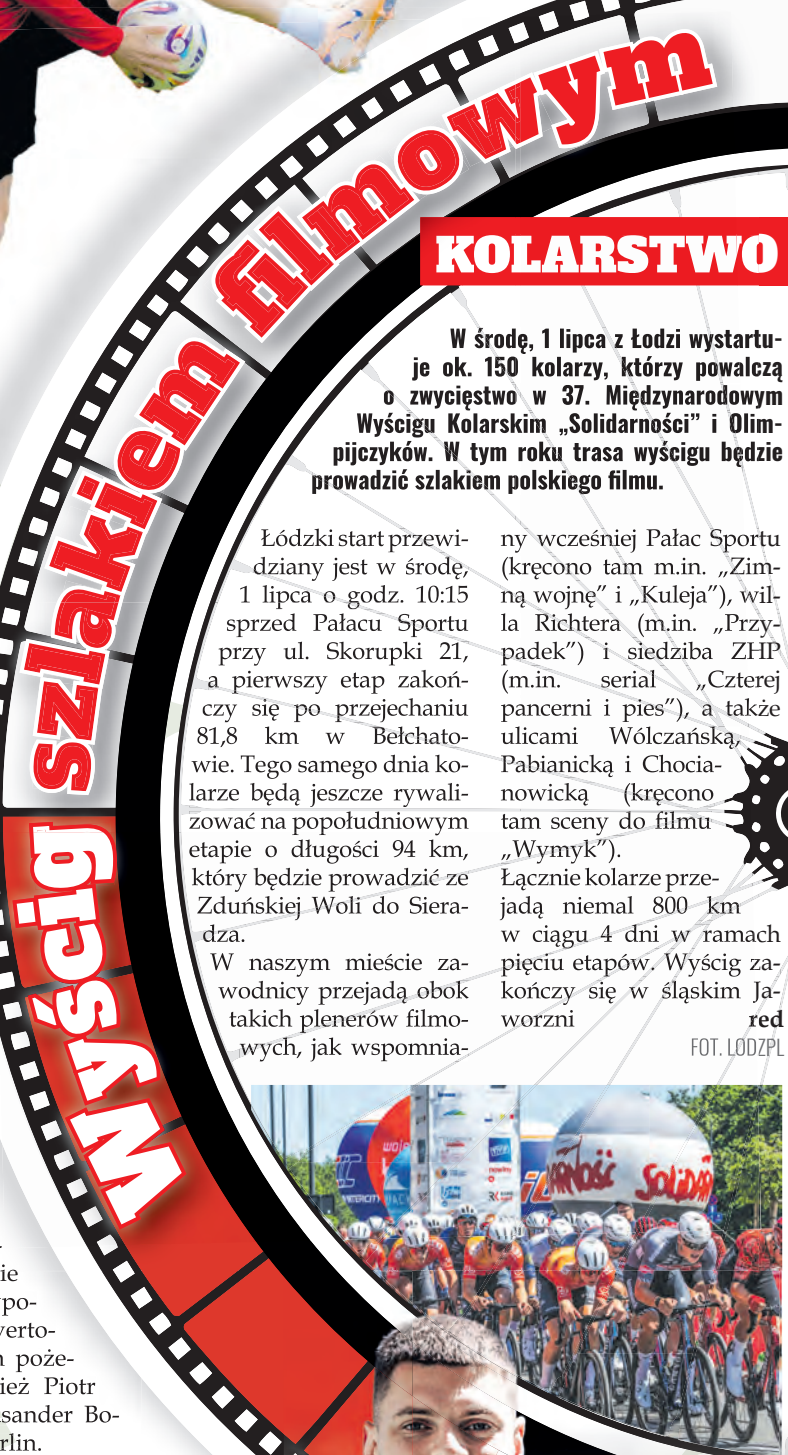 Wyścig szlakiem filmowym
KOLARSTWO
W środę, 1 lipca z Łodzi wystartu-
je ok. 150 kolarzy, którzy powalczą
o zwycięstwo w 37. Międzynarodowym
Wyścigu Kolarskim „Solidarności” i Olim-
pijczyków. W tym roku trasa wyścigu będzie
prowadzić szlakiem polskiego filmu.
Łódzki start przewi-
dziany jest w środę,
1 lipca o godz. 10:15
sprzed Pałacu Sportu
przy ul. Skorupki 21,
a pierwszy etap zakoń-
czy się po przejechaniu
81,8 km w Bełchato-
wie. Tego samego dnia ko-
larze będą jeszcze rywali-
zować na popołudniowym
etapie o długości 94 km,
który będzie prowadzić ze
Zduńskiej Woli do Siera-
dza.
W naszym mieście za-
wodnicy przejadą obok
takich plenerów filmo-
wych, jak wspomnia-
ny wcześniej Pałac Sportu
(kręcono tam m.in. „Zim-
ną wojnę” i „Kuleja”), wil-
la Richtera (m.in. „Przy-
padek”) i siedziba ZHP
(m.in. serial „Czterej
pancerni i pies”), a także
ulicami Wólczańską,
Pabianicką i Chocia-
nowicką (kręcono
tam sceny do filmu
„Wymyk”).
Łącznie kolarze prze-
jadą niemal 800 km
w ciągu 4 dni w ramach
pięciu etapów. Wyścig za-
kończy się w śląskim Ja-
worzni red
FOT. LODZPL
SOLIDAR
ie
ypo-
werto-
poże-
ież Piotr
sander Bo-
rlin.